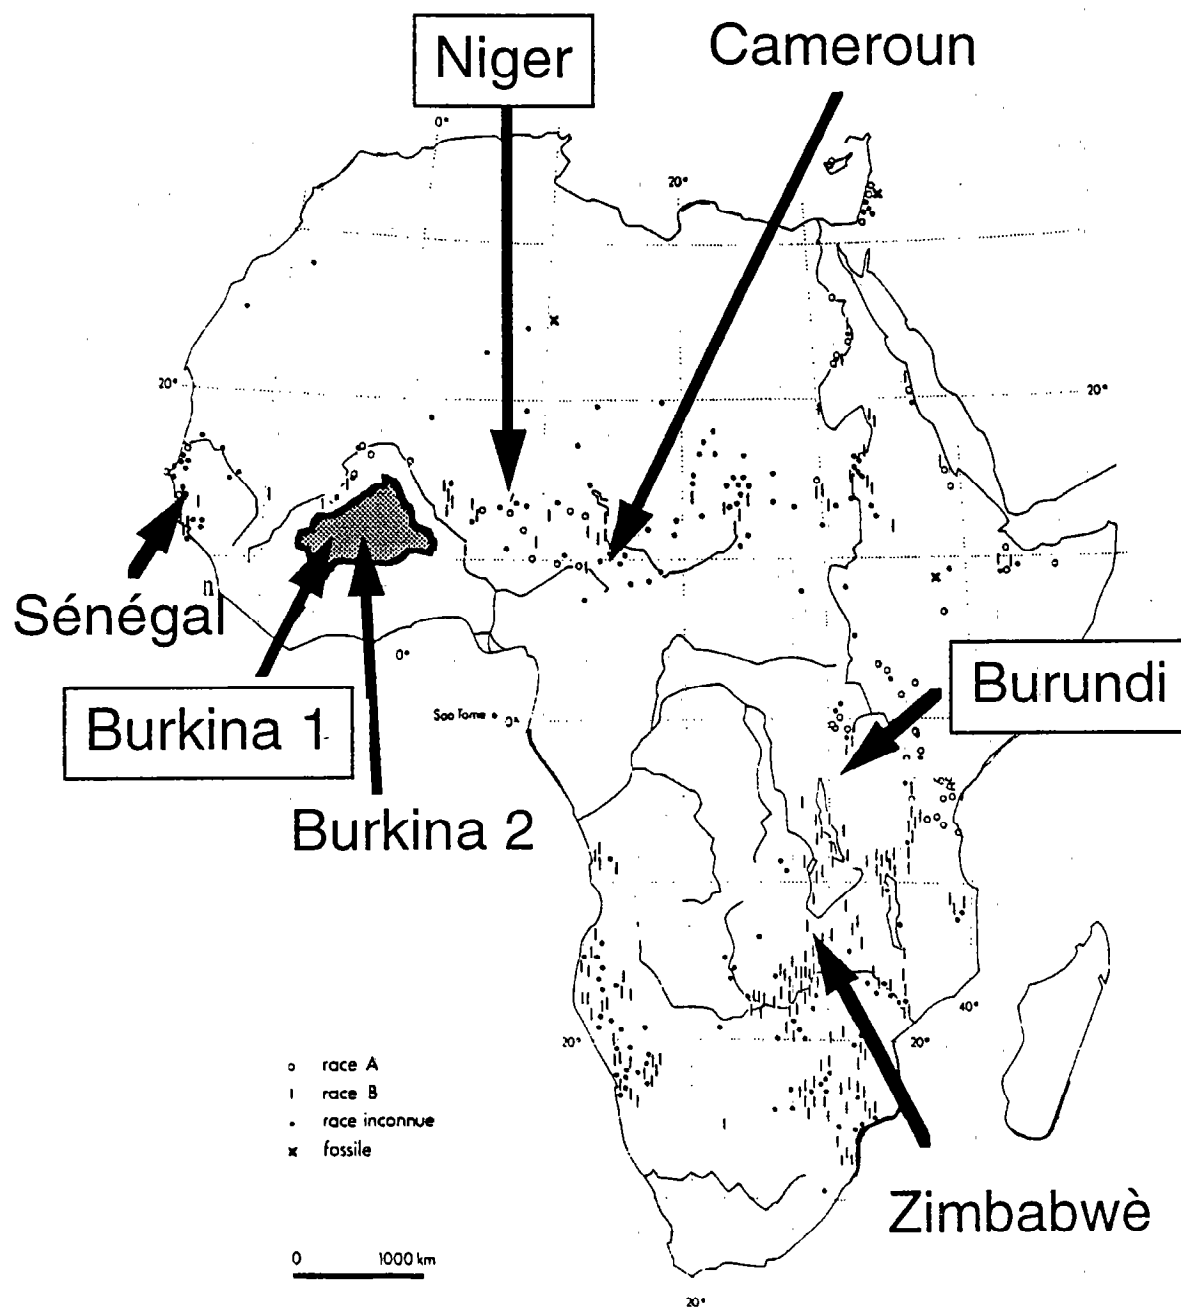 Niger
Cameroun
0°
20°
20°
20°
n
Sénégal
0°
Burundi
Sao Tome
0°
Burkina 1
Burkina 2
40°
20°
20°
o race A
I race B
• race inconnue
x fossile
Zimbabwè
0 1000 km
20°